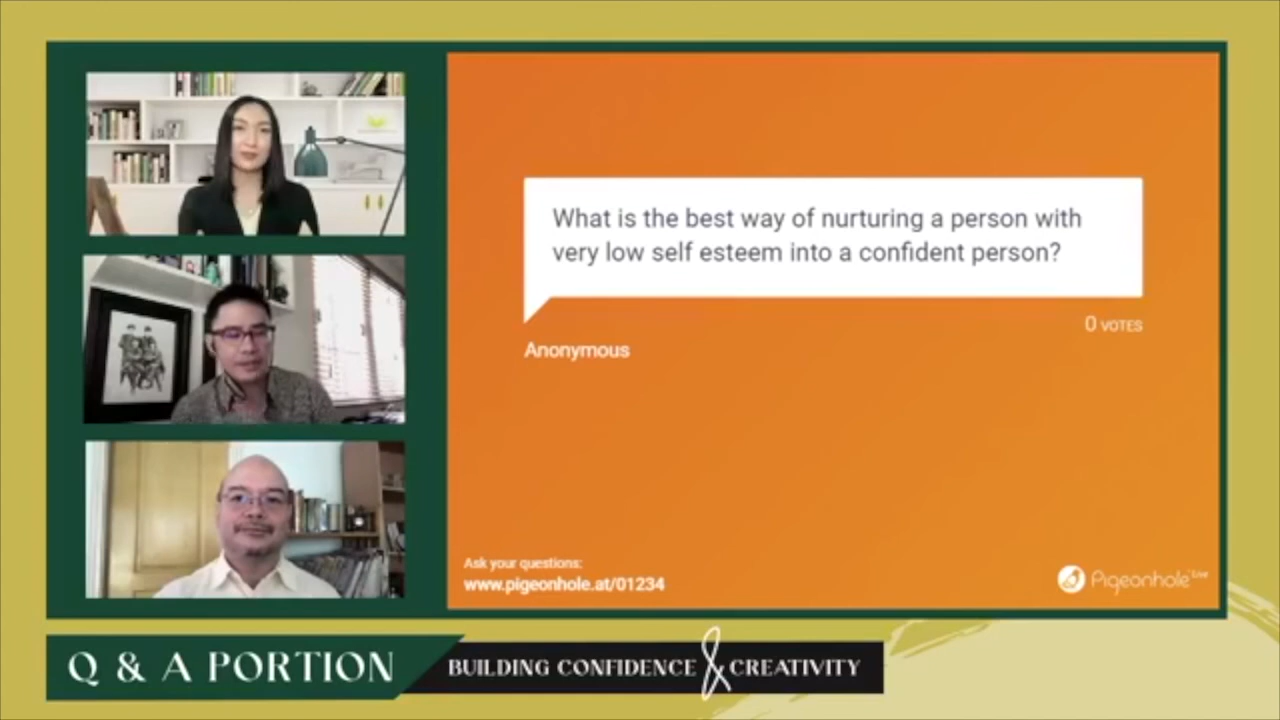 What is the best way of nurturing a person with
very low self esteem into a confident person?
0 VOTES
Anonymous
Ask your questions:
www.pigeonhole.at/01234
Pigeonhole Live
Q & A PORTION
BUILDING CONFIDENCE & CREATIVITY